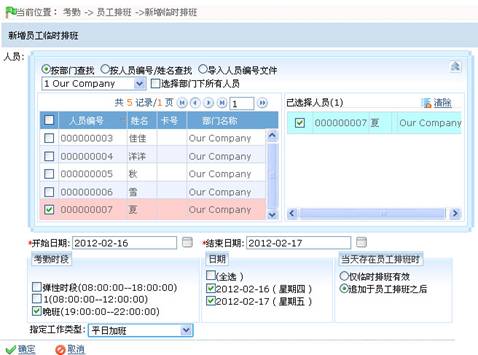 当前位置： 考勤 -> 员工排班 ->新增临时排班
新增员工临时排班
人员:
按部门查找 按人员编号/姓名查找 导入人员编号文件
1 Our Company 选择部门下所有人员
共 5 记录/1 页 1
人员编号 姓名 卡号 部门名称
000000003 佳佳 Our Company
000000004 洋洋 Our Company
000000005 秋 Our Company
000000006 雪 Our Company
000000007 夏 Our Company
已选择人员(1) 清除
000000007 夏 Our Company
*开始日期: 2012-02-16 *结束日期: 2012-02-17
考勤时段
弹性时段(08:00:00--18:00:00)
1(08:00:00--12:00:00)
晚班(19:00:00--22:00:00)
日期
(全选 )
2012-02-16 ( 星期四 )
2012-02-17 ( 星期五 )
当天存在员工排班时
仅临时排班有效
追加于员工排班之后
指定工作类型: 平日加班
确定 取消